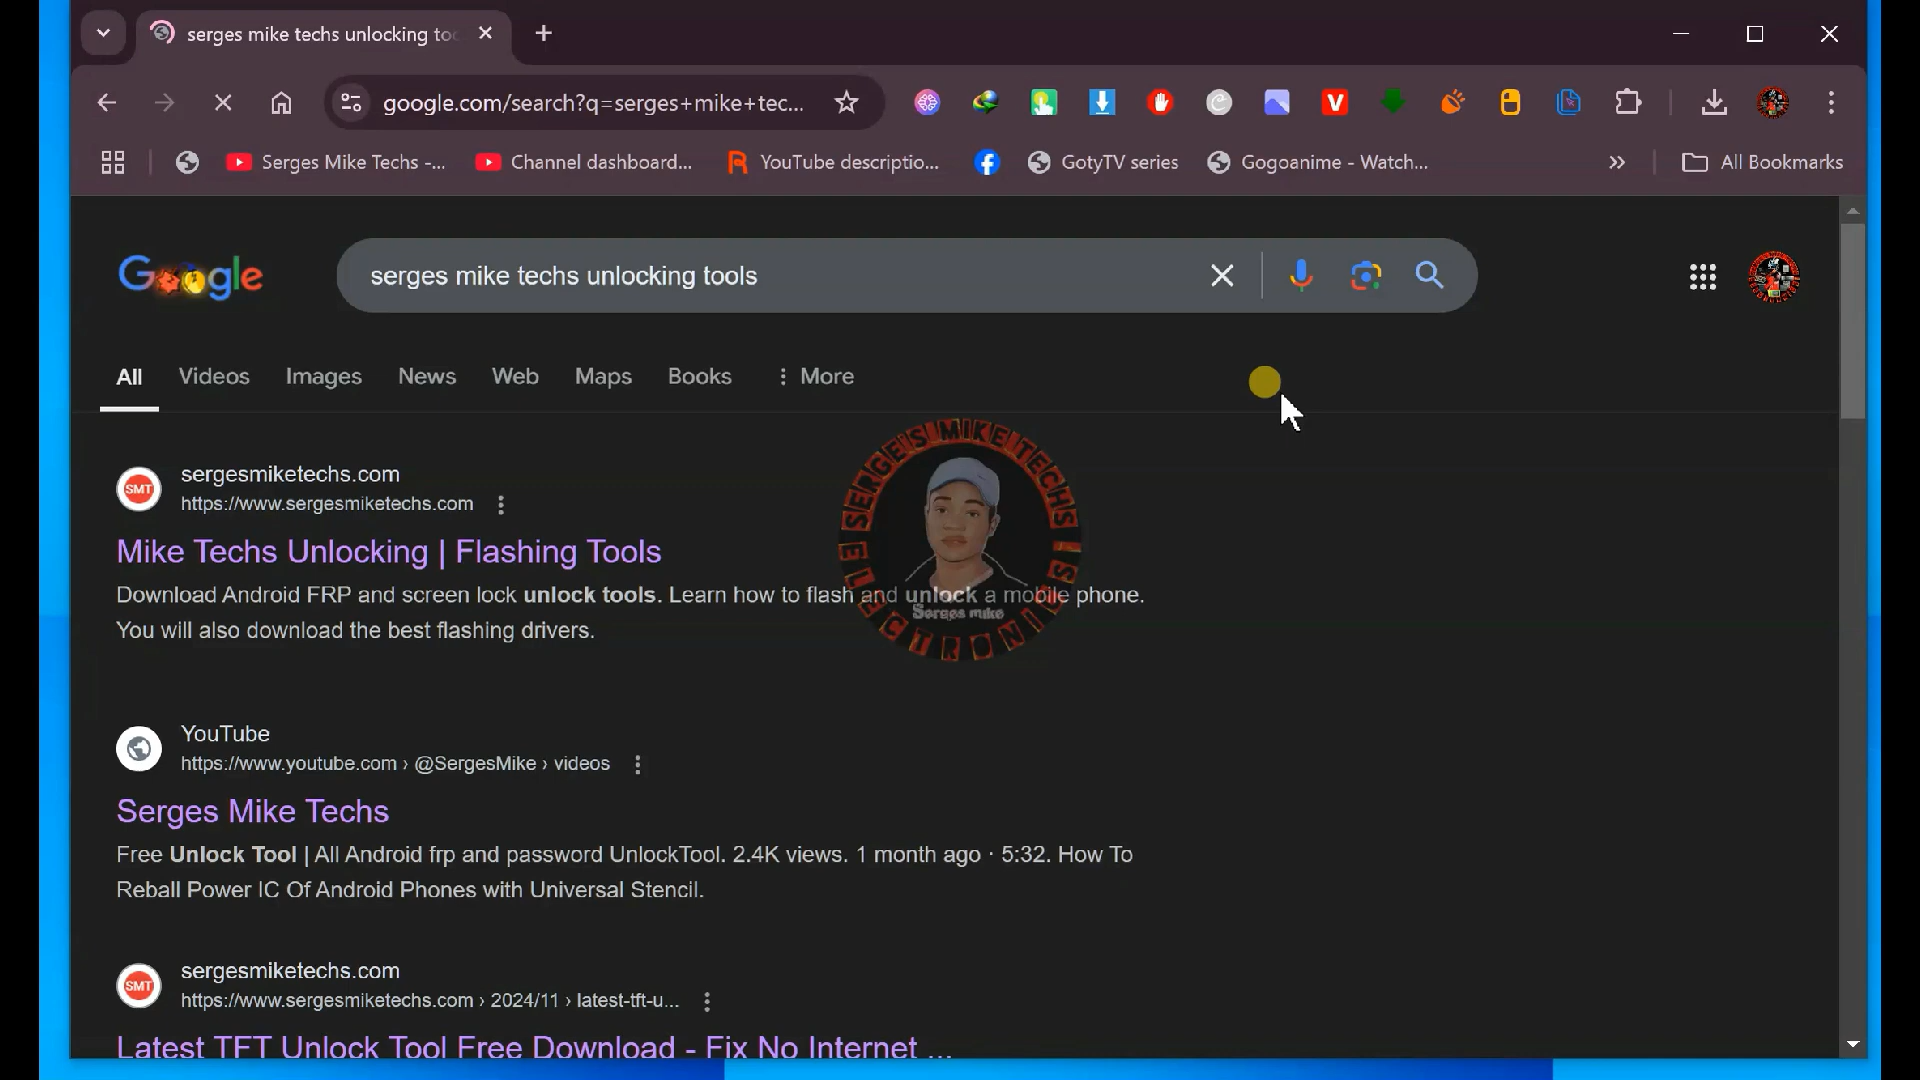 serges mike techs unlocking too
google.com/search?q=serges+mike+tec...
Serges Mike Techs -...
Channel dashboard...
YouTube descriptio...
GotyTV series
Gogoanime - Watch...
All Bookmarks
Google
serges mike techs unlocking tools
All
Videos
Images
News
Web
Maps
Books
More
SMT
sergesmiketechs.com
https://www.sergesmiketechs.com
Mike Techs Unlocking | Flashing Tools
Download Android FRP and screen lock unlock tools. Learn how to flash and unlock a mobile phone.
You will also download the best flashing drivers.
SERGE'S MIKE TECHS IS
ELECTRONICS
Serges mike
YouTube
https://www.youtube.com › @SergesMike › videos
Serges Mike Techs
Free Unlock Tool | All Android frp and password UnlockTool. 2.4K views. 1 month ago · 5:32. How To
Reball Power IC Of Android Phones with Universal Stencil.
SMT
sergesmiketechs.com
https://www.sergesmiketechs.com › 2024/11 › latest-tft-u...
Latest TFT Unlock Tool Free Download - Fix No Internet ...